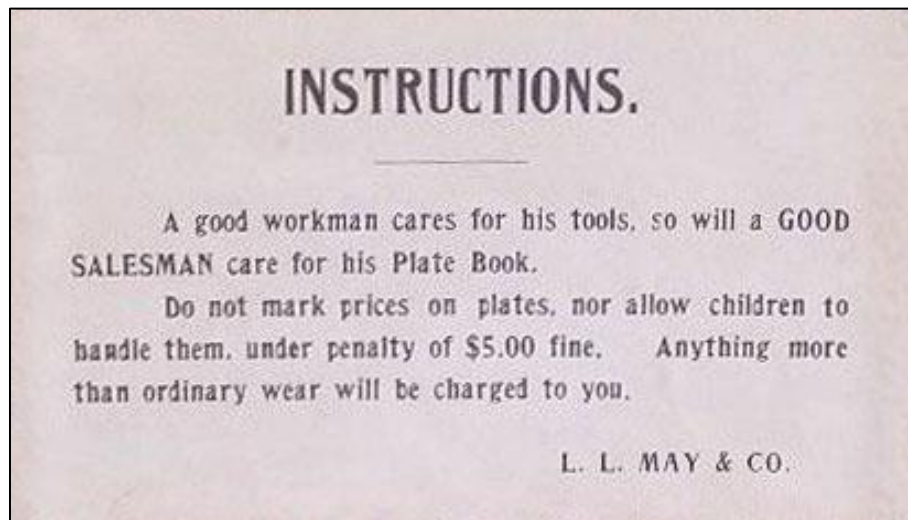 INSTRUCTIONS.
A good workman cares for his tools, so will a GOOD
SALESMAN care for his Plate Book.
Do not mark prices on plates, nor allow children to
handle them, under penalty of $5.00 fine. Anything more
than ordinary wear will be charged to you.
L. L. MAY & CO.